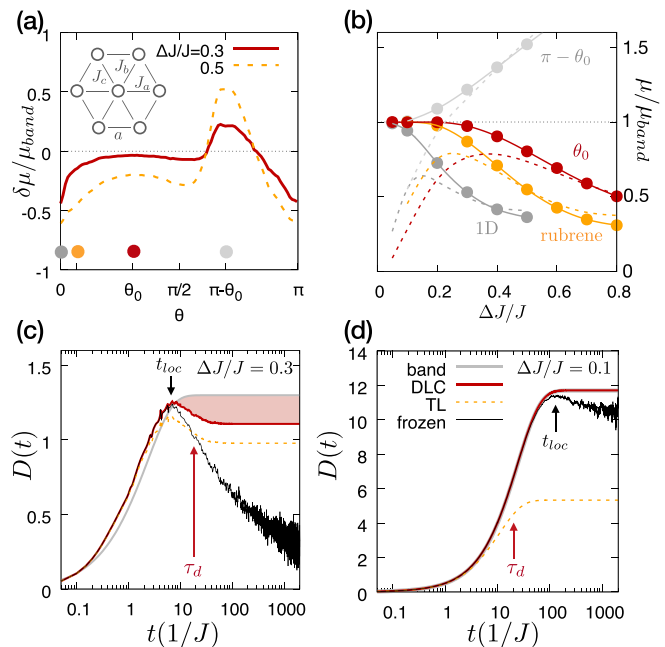 (a)
ΔJ/J=0.3
0.5
J_b
J_c
J_a
a
1
0.5
0
-0.5
-1
δμ/μ_band
0
θ_0
π/2
π-θ_0
π
θ
(b)
π − θ_0
θ_0
1D
rubrene
1.5
1
0.5
0
μ/μ_band
0
0.2
0.4
0.6
0.8
ΔJ/J
(c)
t_loc
ΔJ/J = 0.3
τ_d
1.5
1
0.5
0
D(t)
0.1
1
10
100
1000
t(1/J)
(d)
band
DLC
TL
frozen
ΔJ/J = 0.1
t_loc
τ_d
14
12
10
8
6
4
2
0
D(t)
0.1
1
10
100
1000
t(1/J)